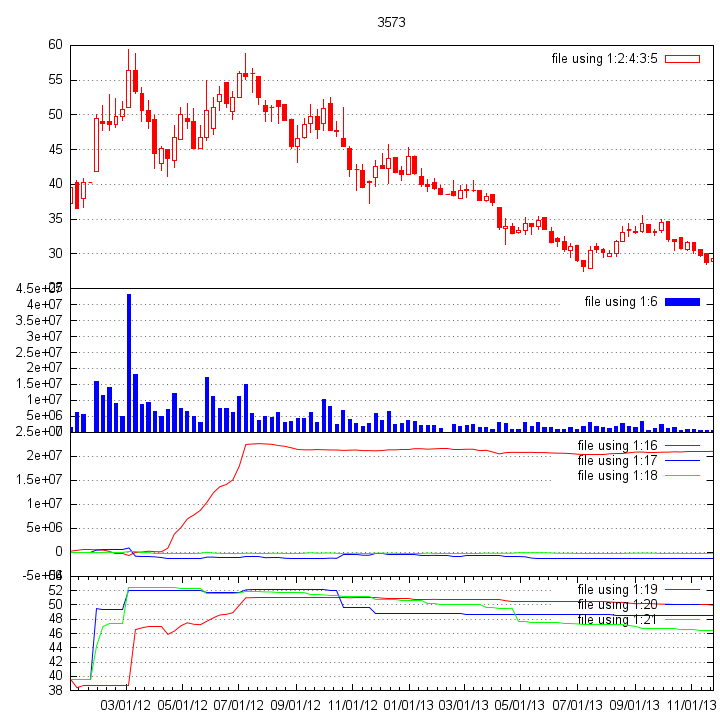 3573
60
file using 1:2:4:3:5
55
50
45
40
35
30
4.5e+07
file using 1:6
4e+07
3.5e+07
3e+07
2.5e+07
2e+07
1.5e+07
1e+07
5e+06
2.5e+07
file using 1:16
2e+07
file using 1:17
1.5e+07
file using 1:18
1e+07
5e+06
0
-5e+06
52
file using 1:19
50
file using 1:20
48
file using 1:21
46
44
42
40
38
03/01/12 05/01/12 07/01/12 09/01/12 11/01/12 01/01/13 03/01/13 05/01/13 07/01/13 09/01/13 11/01/13